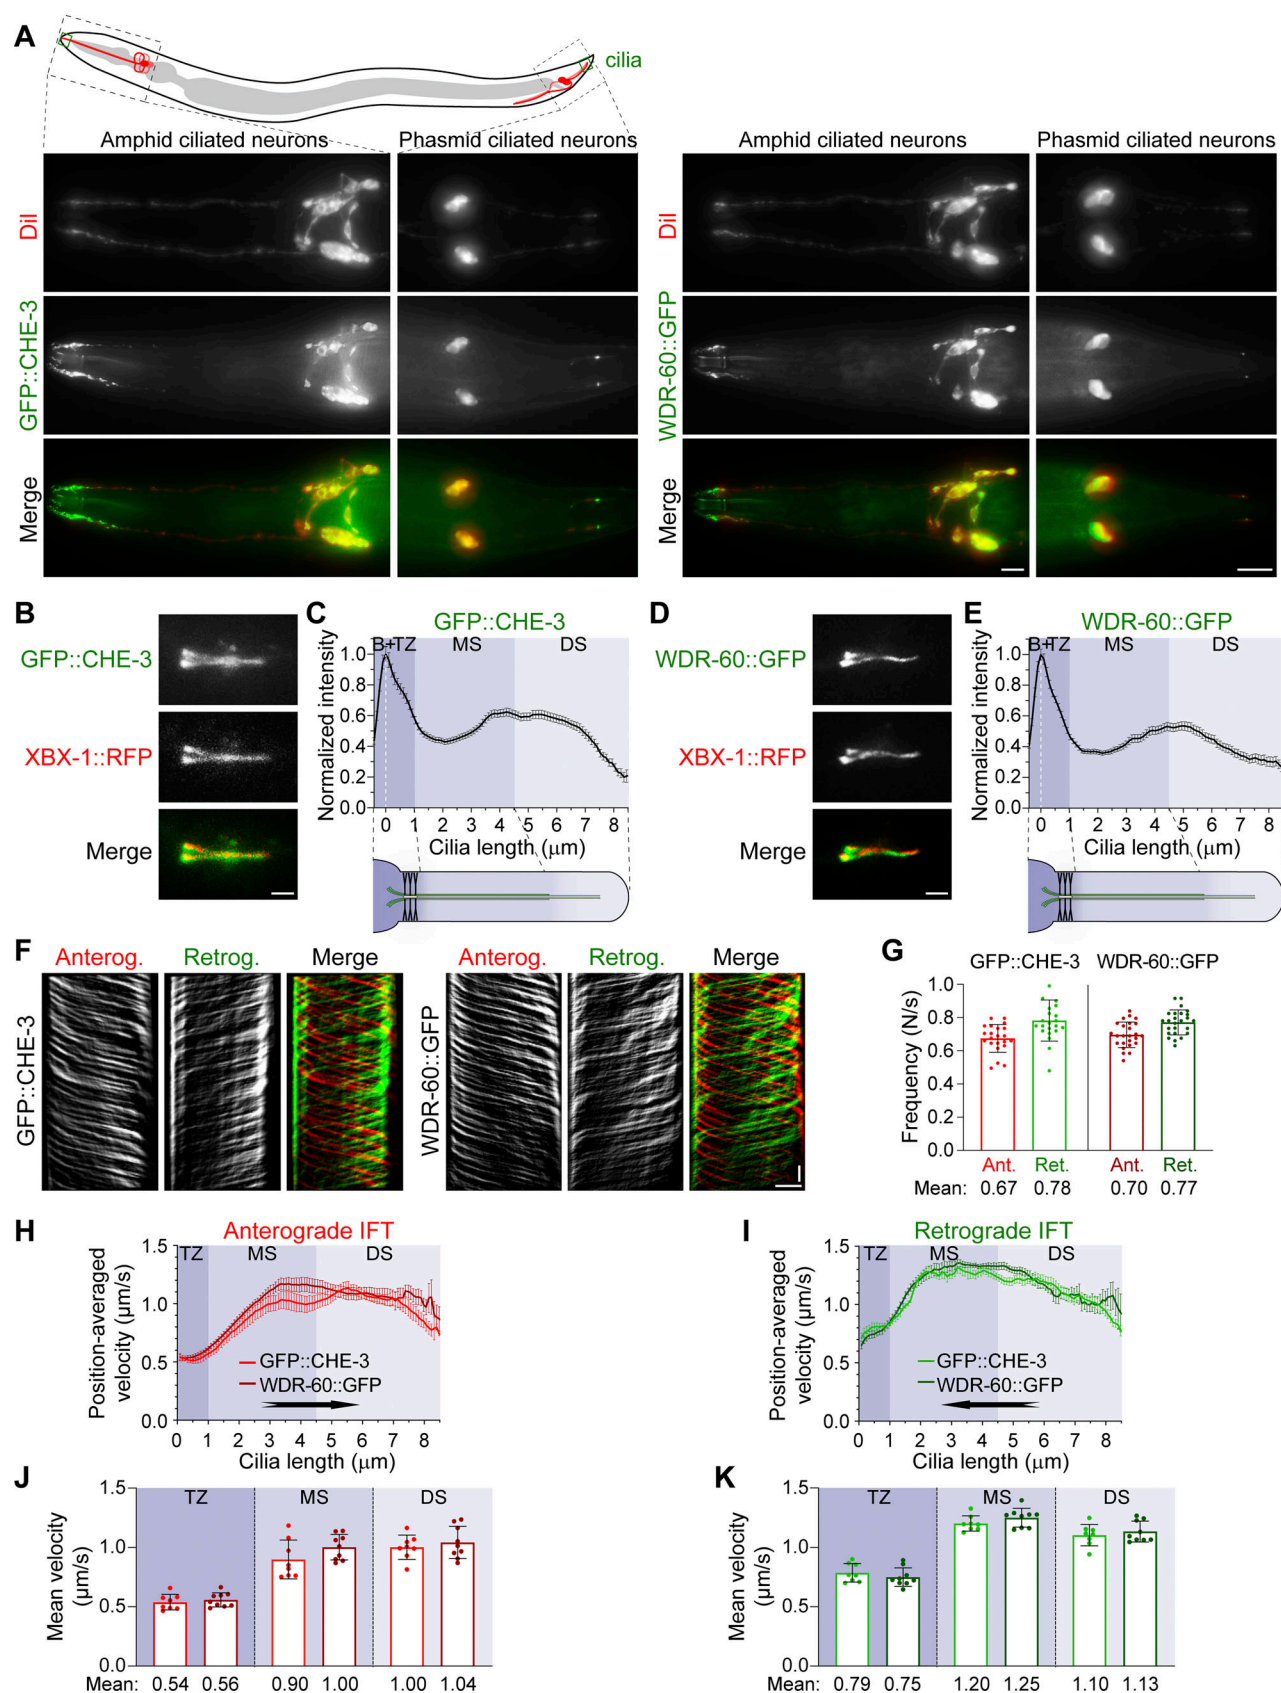 A
cilia
Amphid ciliated neurons
Phasmid ciliated neurons
Amphid ciliated neurons
Phasmid ciliated neurons
DiI
GFP::CHE-3
Merge
DiI
WDR-60::GFP
Merge
B
GFP::CHE-3
XBX-1::RFP
Merge
C
GFP::CHE-3
B+TZ MS DS
Normalized intensity
1.0
0.8
0.6
0.4
0.2
0.0
0 1 2 3 4 5 6 7 8
Cilia length (μm)
D
WDR-60::GFP
XBX-1::RFP
Merge
E
WDR-60::GFP
B+TZ MS DS
Normalized intensity
1.0
0.8
0.6
0.4
0.2
0.0
0 1 2 3 4 5 6 7 8
Cilia length (μm)
F
Anterog. Retrog. Merge
GFP::CHE-3
Anterog. Retrog. Merge
WDR-60::GFP
G
GFP::CHE-3 WDR-60::GFP
Frequency (N/s)
1.0
0.8
0.6
0.4
0.2
0.0
Ant. Ret. Ant. Ret.
Mean: 0.67 0.78 0.70 0.77
H
Anterograde IFT
TZ MS DS
Position-averaged
velocity (μm/s)
1.5
1.0
0.5
0.0
GFP::CHE-3
WDR-60::GFP
0 1 2 3 4 5 6 7 8
Cilia length (μm)
I
Retrograde IFT
TZ MS DS
Position-averaged
velocity (μm/s)
1.5
1.0
0.5
0.0
GFP::CHE-3
WDR-60::GFP
0 1 2 3 4 5 6 7 8
Cilia length (μm)
J
TZ MS DS
Mean velocity
(μm/s)
1.5
1.0
0.5
0.0
Mean: 0.54 0.56 0.90 1.00 1.00 1.04
K
TZ MS DS
Mean velocity
(μm/s)
1.5
1.0
0.5
0.0
Mean: 0.79 0.75 1.20 1.25 1.10 1.13